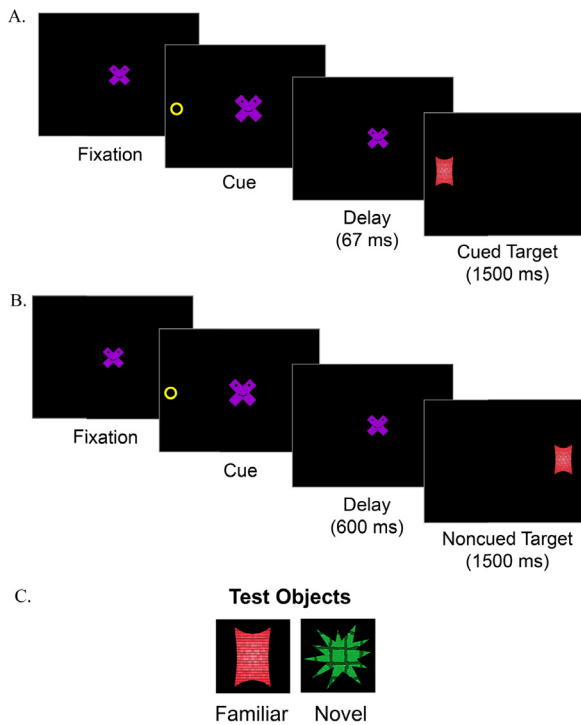 A.
Fixation
Cue
Delay
(67 ms)
Cued Target
(1500 ms)
B.
Fixation
Cue
Delay
(600 ms)
Noncued Target
(1500 ms)
C.
Test Objects
Familiar Novel